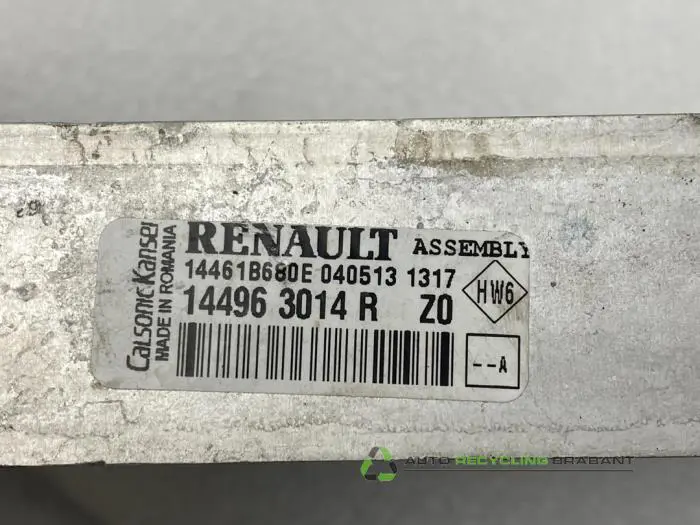 Calsonic Kansei
MADE IN ROMANIA
RENAULT ASSEMBLY
14461B680E 040513 1317
14496 3014 R Z0
HW6
--A
AUTO RECYCLING BRABANT